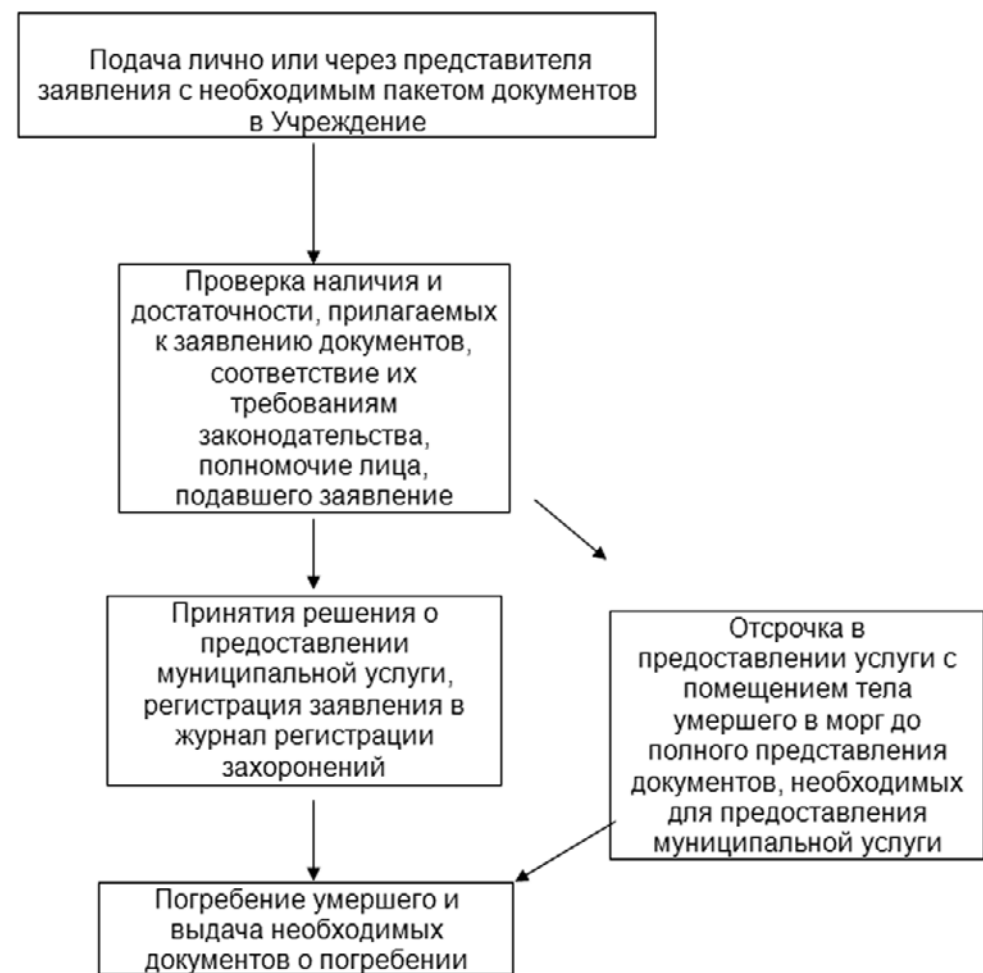 Подача лично или через представителя
заявления с необходимым пакетом документов
в Учреждение
Проверка наличия и
достаточности, прилагаемых
к заявлению документов,
соответствие их
требованиям
законодательства,
полномочие лица,
подавшего заявление
Принятия решения о
предоставлении
муниципальной услуги,
регистрация заявления в
журнал регистрации
захоронений
Отсрочка в
предоставлении услуги с
помещением тела
умершего в морг до
полного представления
документов, необходимых
для предоставления
муниципальной услуги
Погребение умершего и
выдача необходимых
документов о погребении